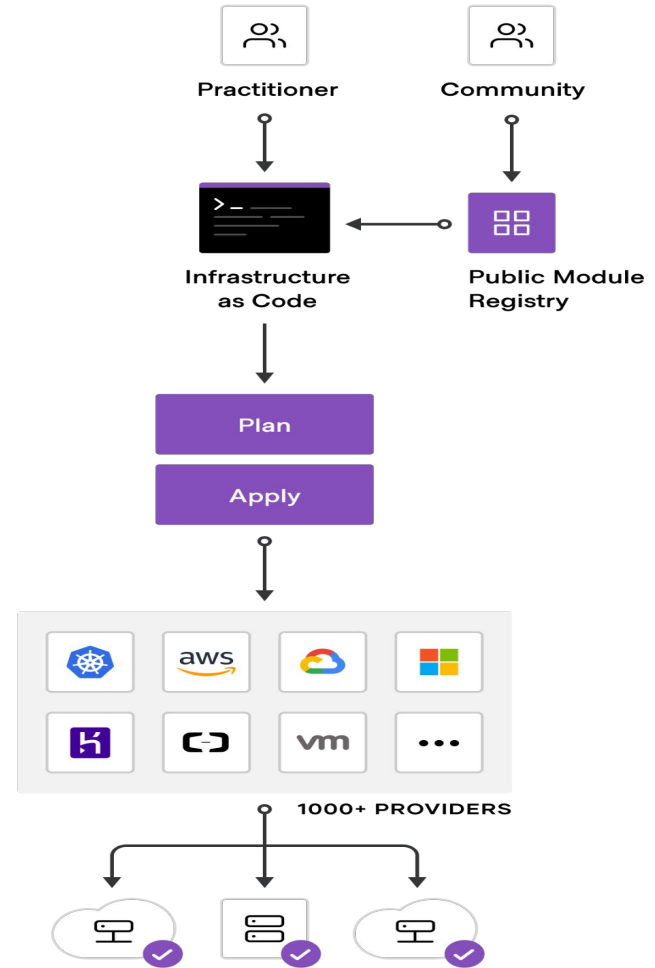 Practitioner
Community
Infrastructure
as Code
Public Module
Registry
Plan
Apply
aws
vm
1000+ PROVIDERS